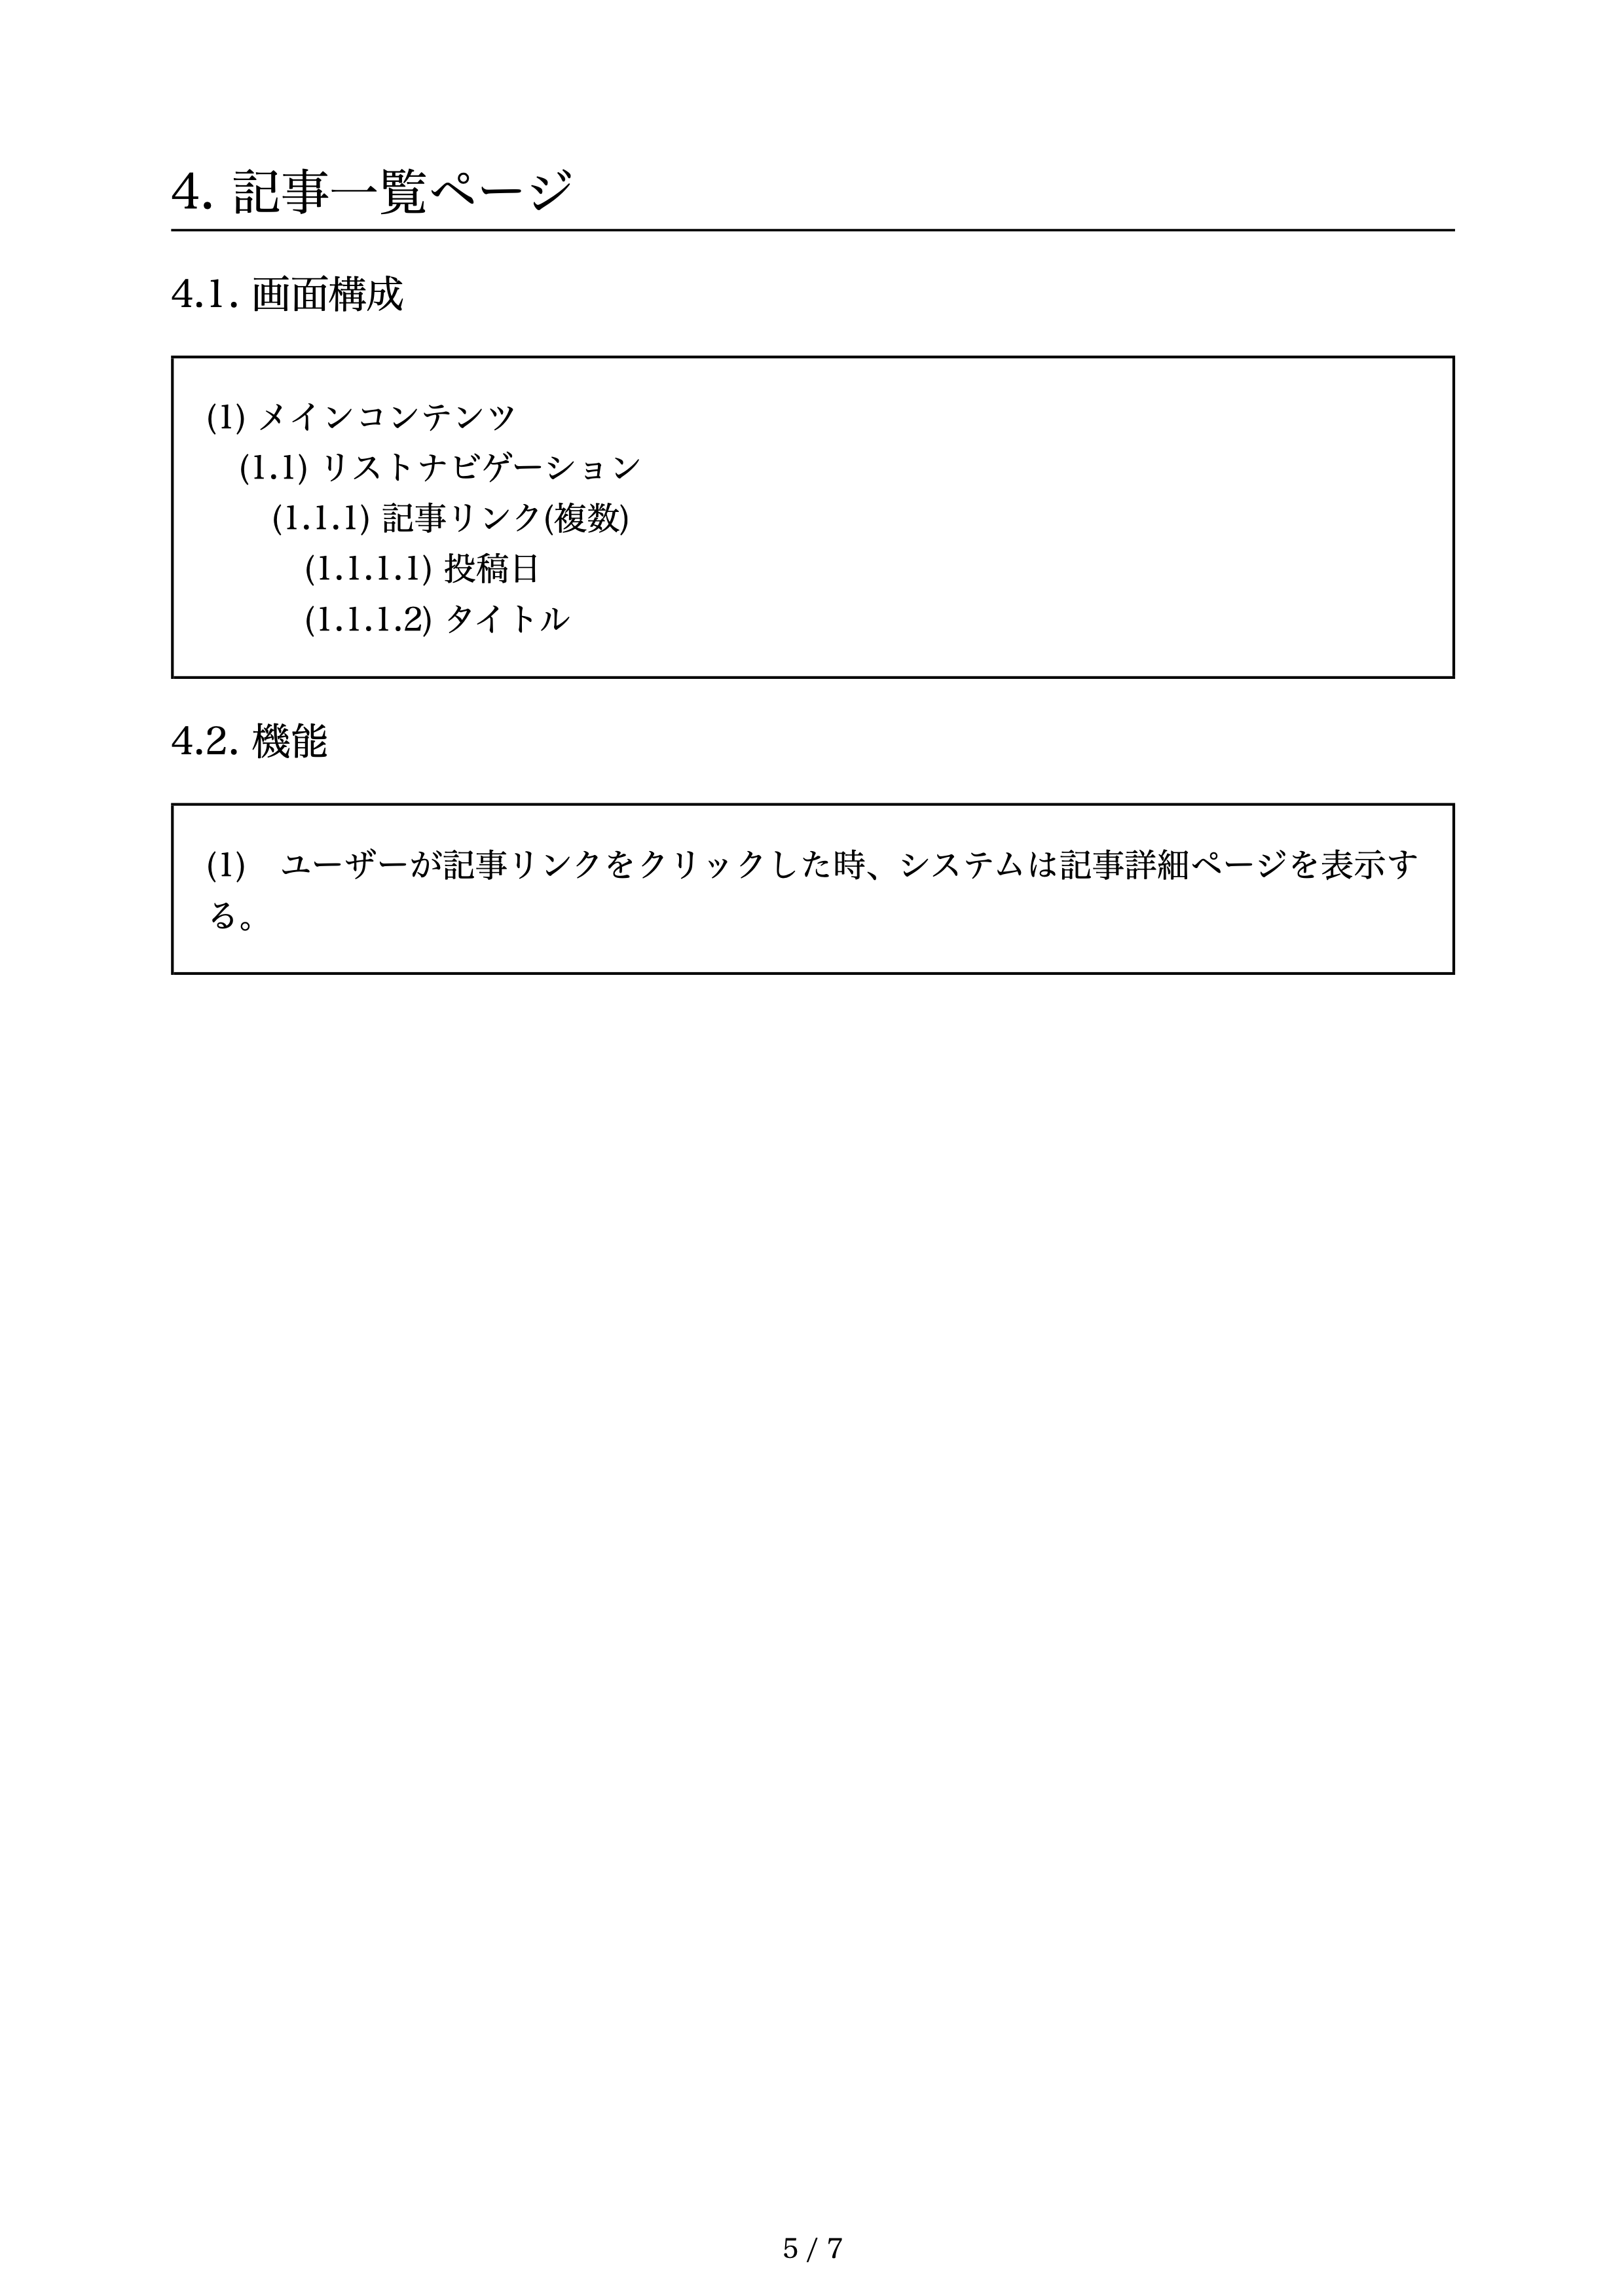 4. 記事一覧ページ
4.1. 画面構成
(1) メインコンテンツ
(1.1) リストナビゲーション
(1.1.1) 記事リンク(複数)
(1.1.1.1) 投稿日
(1.1.1.2) タイトル
4.2. 機能
(1)　ユーザーが記事リンクをクリックした時、システムは記事詳細ページを表示す
る。
5 / 7